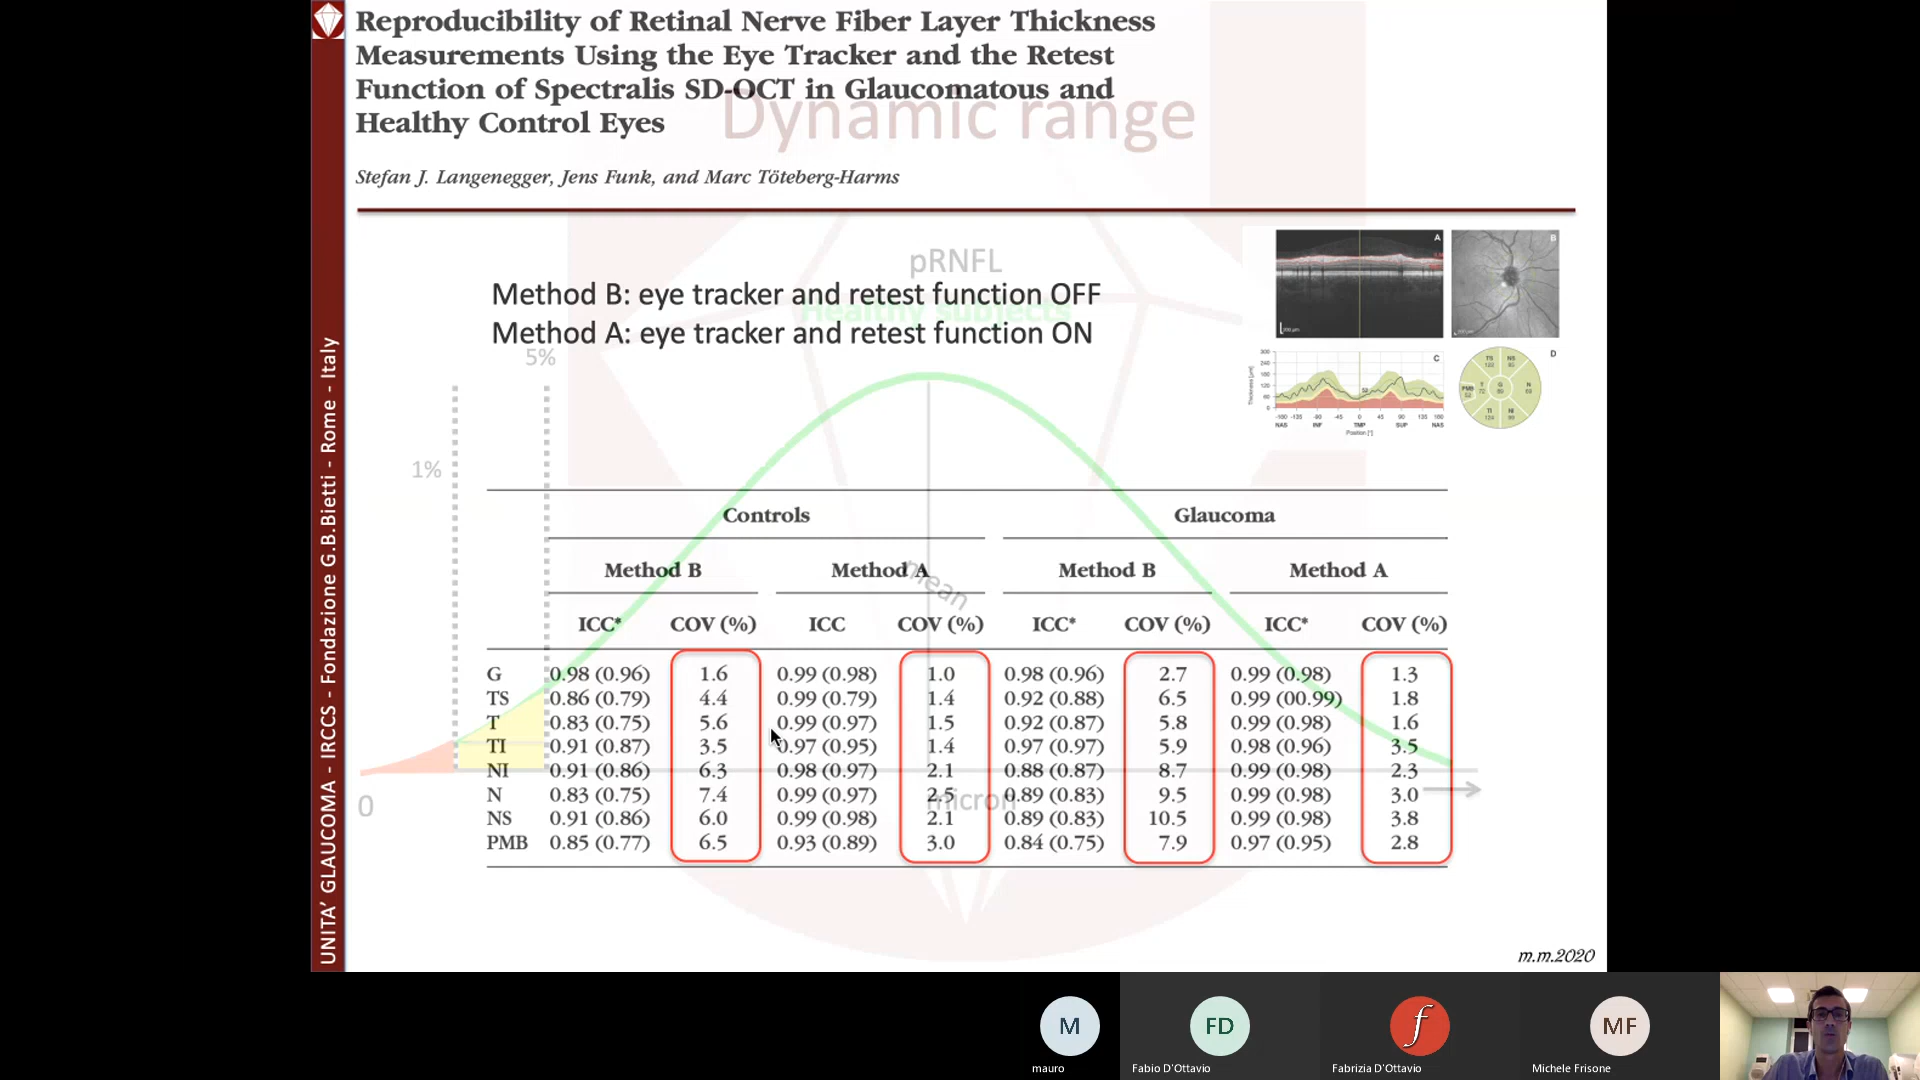 Reproducibility of Retinal Nerve Fiber Layer Thickness
Measurements Using the Eye Tracker and the Retest
Function of Spectralis SD-OCT in Glaucomatous and
Healthy Control Eyes
Dynamic range
Stefan J. Langenegger, Jens Funk, and Marc Töteberg-Harms
UNITA' GLAUCOMA - IRCCS - Fondazione G.B.Bietti - Rome - Italy
pRNFL
Healthy subjects
Method B: eye tracker and retest function OFF
Method A: eye tracker and retest function ON
5%
1%
mean
micron
0
A
B
C
D
Controls Glaucoma
Method B Method A Method B Method A
ICC* COV (%) ICC COV (%) ICC* COV (%) ICC* COV (%)
G 0.98 (0.96) 1.6 0.99 (0.98) 1.0 0.98 (0.96) 2.7 0.99 (0.98) 1.3
TS 0.86 (0.79) 4.4 0.99 (0.79) 1.4 0.92 (0.88) 6.5 0.99 (00.99) 1.8
T 0.83 (0.75) 5.6 0.99 (0.97) 1.5 0.92 (0.87) 5.8 0.99 (0.98) 1.6
TI 0.91 (0.87) 3.5 0.97 (0.95) 1.4 0.97 (0.97) 5.9 0.98 (0.96) 3.5
NI 0.91 (0.86) 6.3 0.98 (0.97) 2.1 0.88 (0.87) 8.7 0.99 (0.98) 2.3
N 0.83 (0.75) 7.4 0.99 (0.97) 2.5 0.89 (0.83) 9.5 0.99 (0.98) 3.0
NS 0.91 (0.86) 6.0 0.99 (0.98) 2.1 0.89 (0.83) 10.5 0.99 (0.98) 3.8
PMB 0.85 (0.77) 6.5 0.93 (0.89) 3.0 0.84 (0.75) 7.9 0.97 (0.95) 2.8
m.m.2020
M
FD
f
MF
mauro
Fabio D'Ottavio
Fabrizia D'Ottavio
Michele Frisone